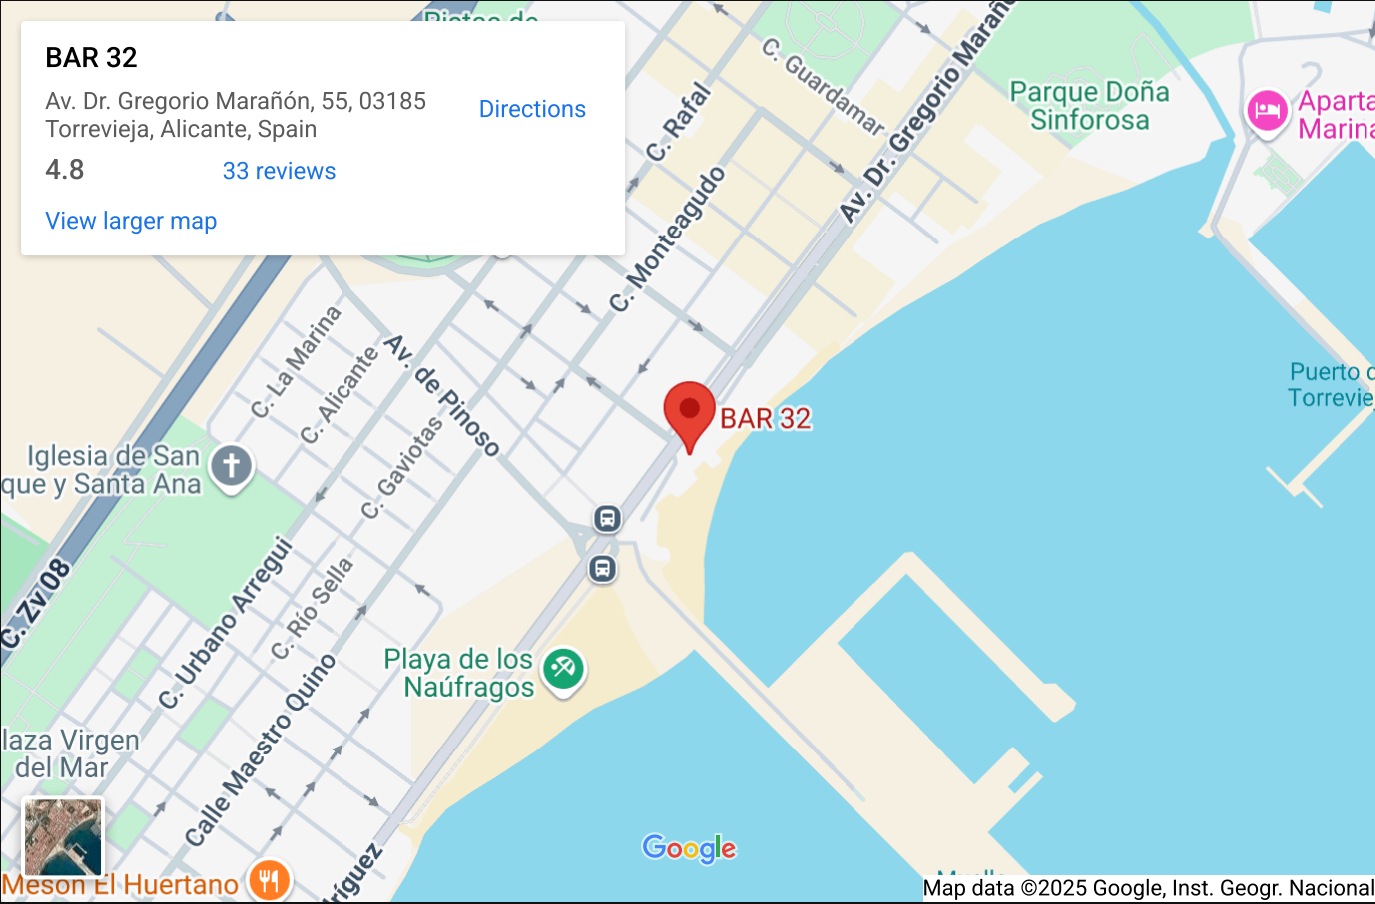 BAR 32
Av. Dr. Gregorio Marañón, 55, 03185
Torrevieja, Alicante, Spain
Directions
4.8
33 reviews
View larger map
C. Guardamar
Av. Dr. Gregorio Marañ
C. Rafal
C. Monteagudo
Parque Doña
Sinforosa
Aparta
Marina
C. La Marina
C. Alicante
Av. de Pinoso
C. Gaviotas
BAR 32
Puerto d
Torrevie
Iglesia de San
que y Santa Ana
C. Zv 08
C. Urbano Arregui
C. Río Sella
Calle Maestro Quino
Playa de los
Naúfragos
laza Virgen
del Mar
Google
Mesón El Huertano
ríguez
Map data ©2025 Google, Inst. Geogr. Nacional